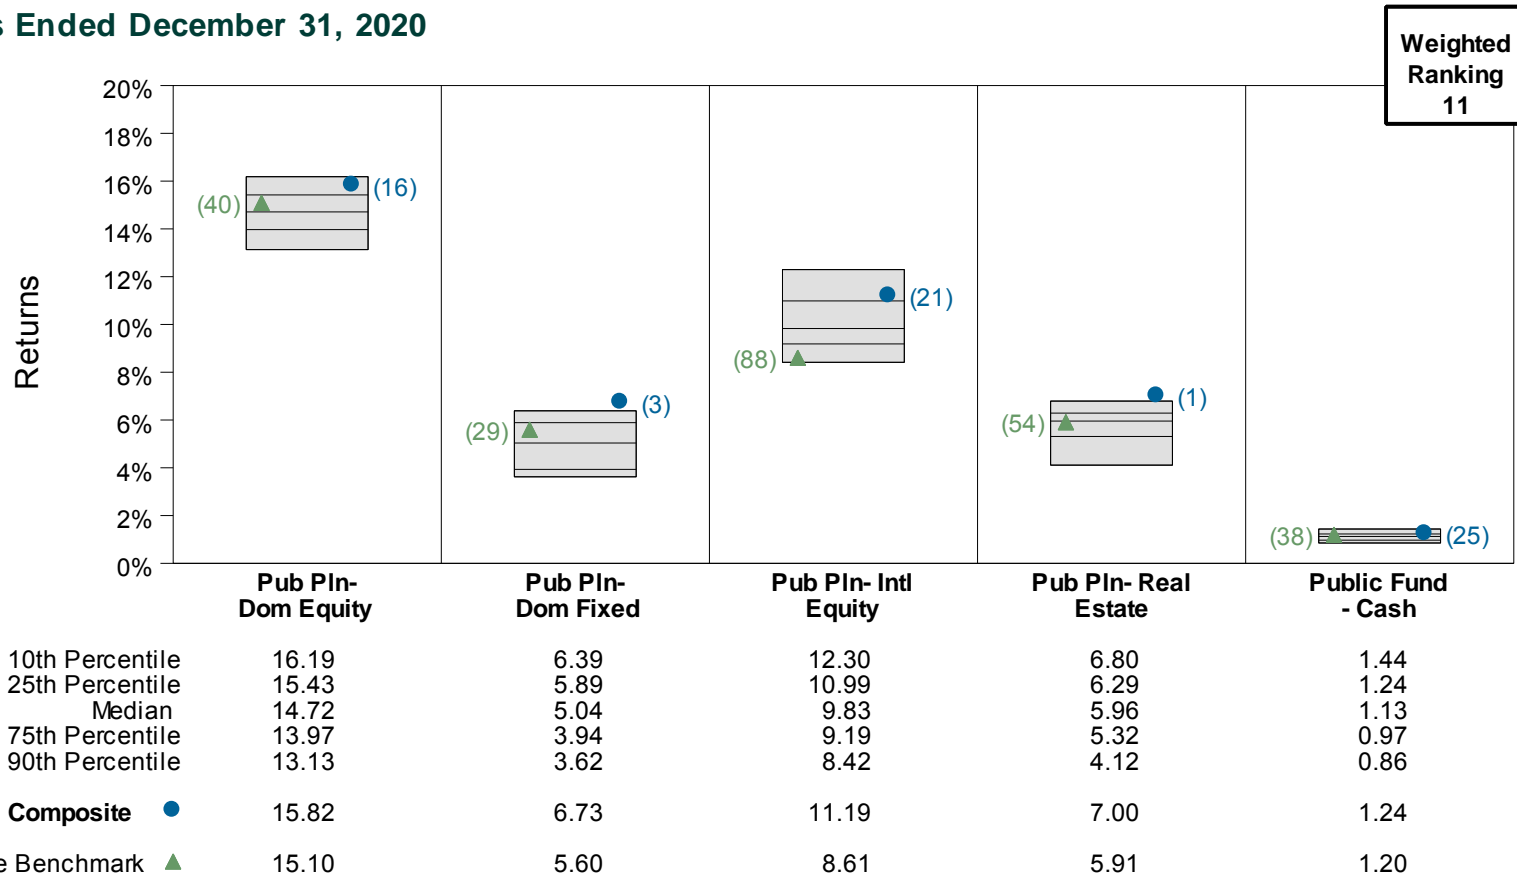 s Ended December 31, 2020
Weighted
Ranking
11
Returns
20%
18%
16%
14%
12%
10%
8%
6%
4%
2%
0%
(40)
(16)
(29)
(3)
(88)
(21)
(54)
(1)
(38)
(25)
Pub Pln-
Dom Equity
Pub Pln-
Dom Fixed
Pub Pln- Intl
Equity
Pub Pln- Real
Estate
Public Fund
- Cash
10th Percentile 16.19 6.39 12.30 6.80 1.44
25th Percentile 15.43 5.89 10.99 6.29 1.24
Median 14.72 5.04 9.83 5.96 1.13
75th Percentile 13.97 3.94 9.19 5.32 0.97
90th Percentile 13.13 3.62 8.42 4.12 0.86
Composite 15.82 6.73 11.19 7.00 1.24
e Benchmark 15.10 5.60 8.61 5.91 1.20